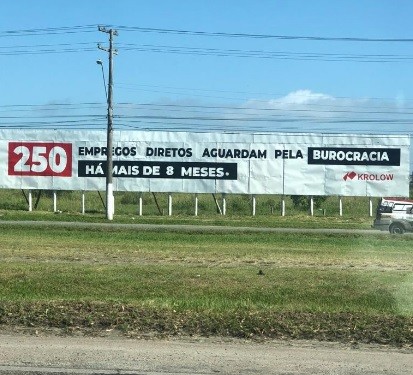 250 EMPREGOS DIRETOS AGUARDAM PELA BUROCRACIA
HÁ MAIS DE 8 MESES.
KROLOW